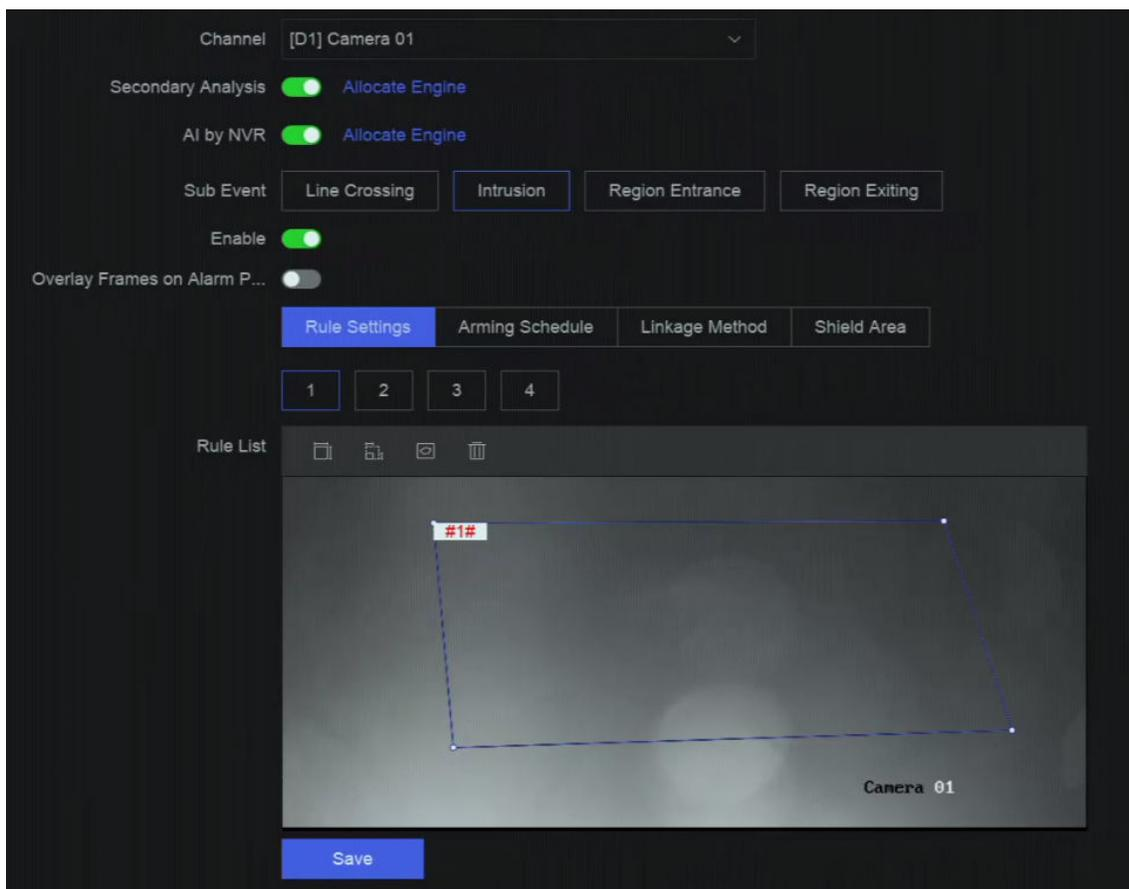 Channel [D1] Camera 01
Secondary Analysis Allocate Engine
AI by NVR Allocate Engine
Sub Event Line Crossing Intrusion Region Entrance Region Exiting
Enable
Overlay Frames on Alarm P...
Rule Settings Arming Schedule Linkage Method Shield Area
1 2 3 4
Rule List
#1#
Camera 01
Save